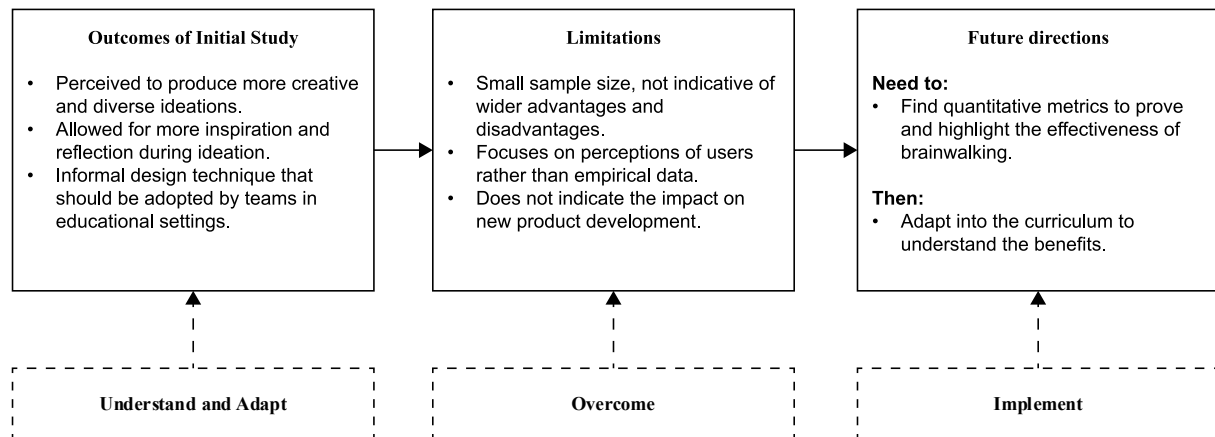 Outcomes of Initial Study
• Perceived to produce more creative
and diverse ideations.
• Allowed for more inspiration and
reflection during ideation.
• Informal design technique that
should be adopted by teams in
educational settings.
Limitations
• Small sample size, not indicative of
wider advantages and
disadvantages.
• Focuses on perceptions of users
rather than empirical data.
• Does not indicate the impact on
new product development.
Future directions
Need to:
• Find quantitative metrics to prove
and highlight the effectiveness of
brainwalking.
Then:
• Adapt into the curriculum to
understand the benefits.
Understand and Adapt
Overcome
Implement